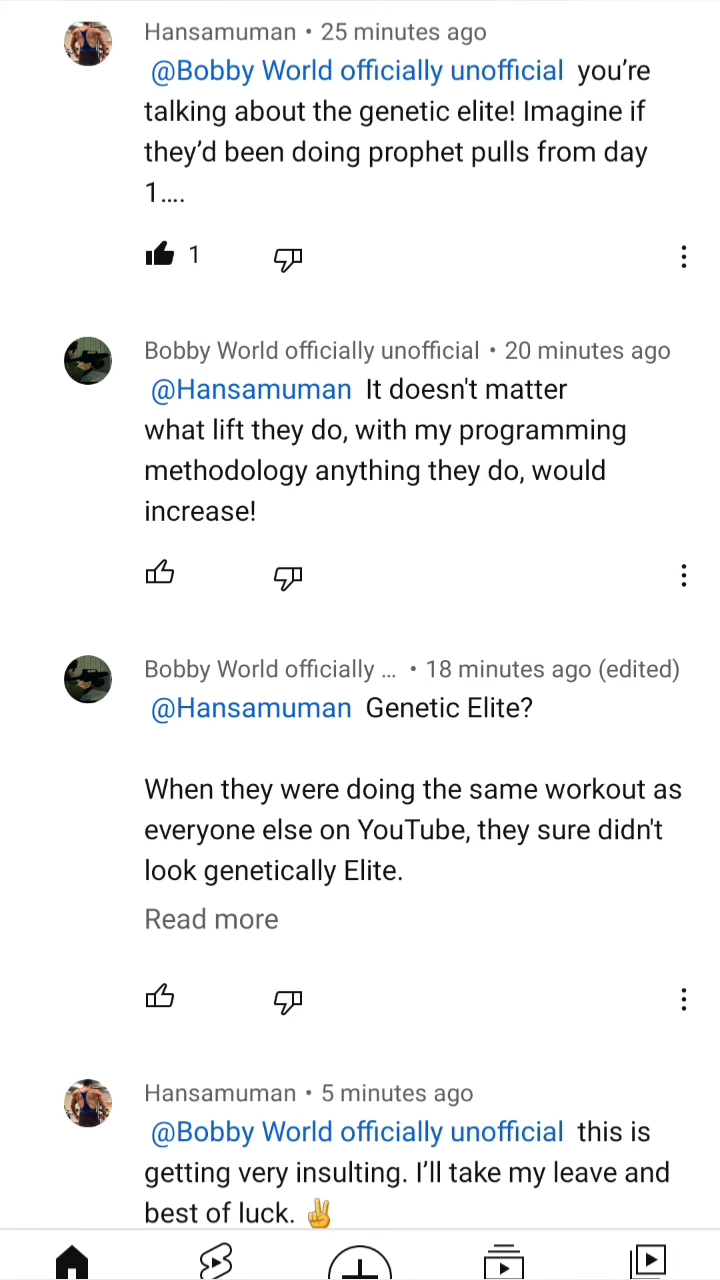 Hansamuman • 25 minutes ago
@Bobby World officially unofficial you’re
talking about the genetic elite! Imagine if
they’d been doing prophet pulls from day
1....
1
Bobby World officially unofficial • 20 minutes ago
@Hansamuman It doesn't matter
what lift they do, with my programming
methodology anything they do, would
increase!
Bobby World officially ... • 18 minutes ago (edited)
@Hansamuman Genetic Elite?
When they were doing the same workout as
everyone else on YouTube, they sure didn't
look genetically Elite.
Read more
Hansamuman • 5 minutes ago
@Bobby World officially unofficial this is
getting very insulting. I’ll take my leave and
best of luck. ✌️